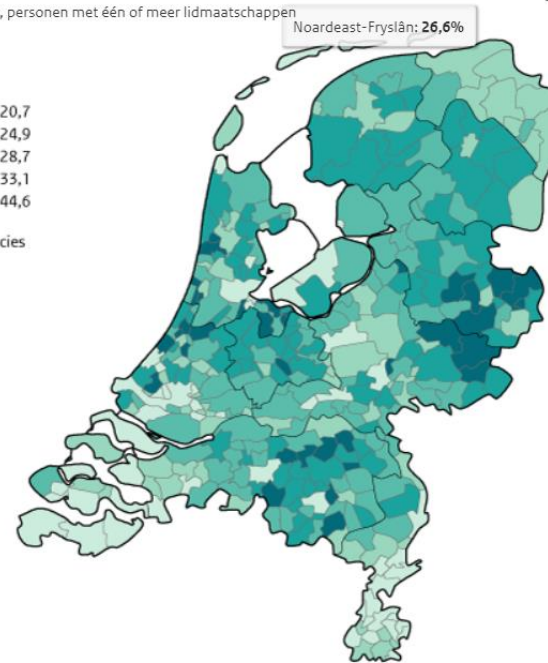 , personen met één of meer lidmaatschappen
Noardeast-Fryslân: 26,6%
20,7
24,9
28,7
33,1
44,6
cies